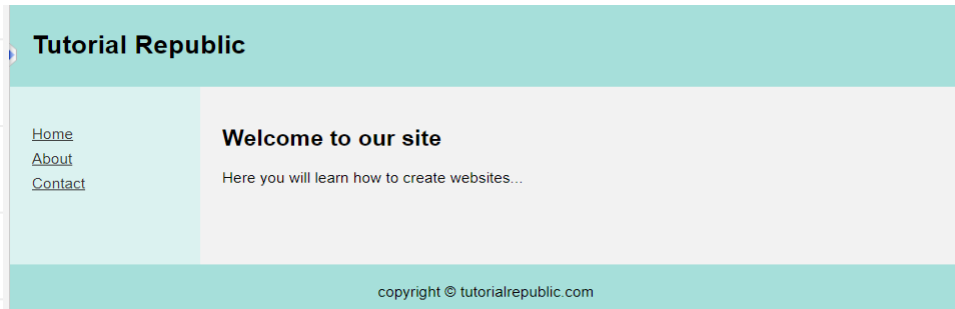 Tutorial Republic
Home
About
Contact
Welcome to our site
Here you will learn how to create websites...
copyright © tutorialrepublic.com